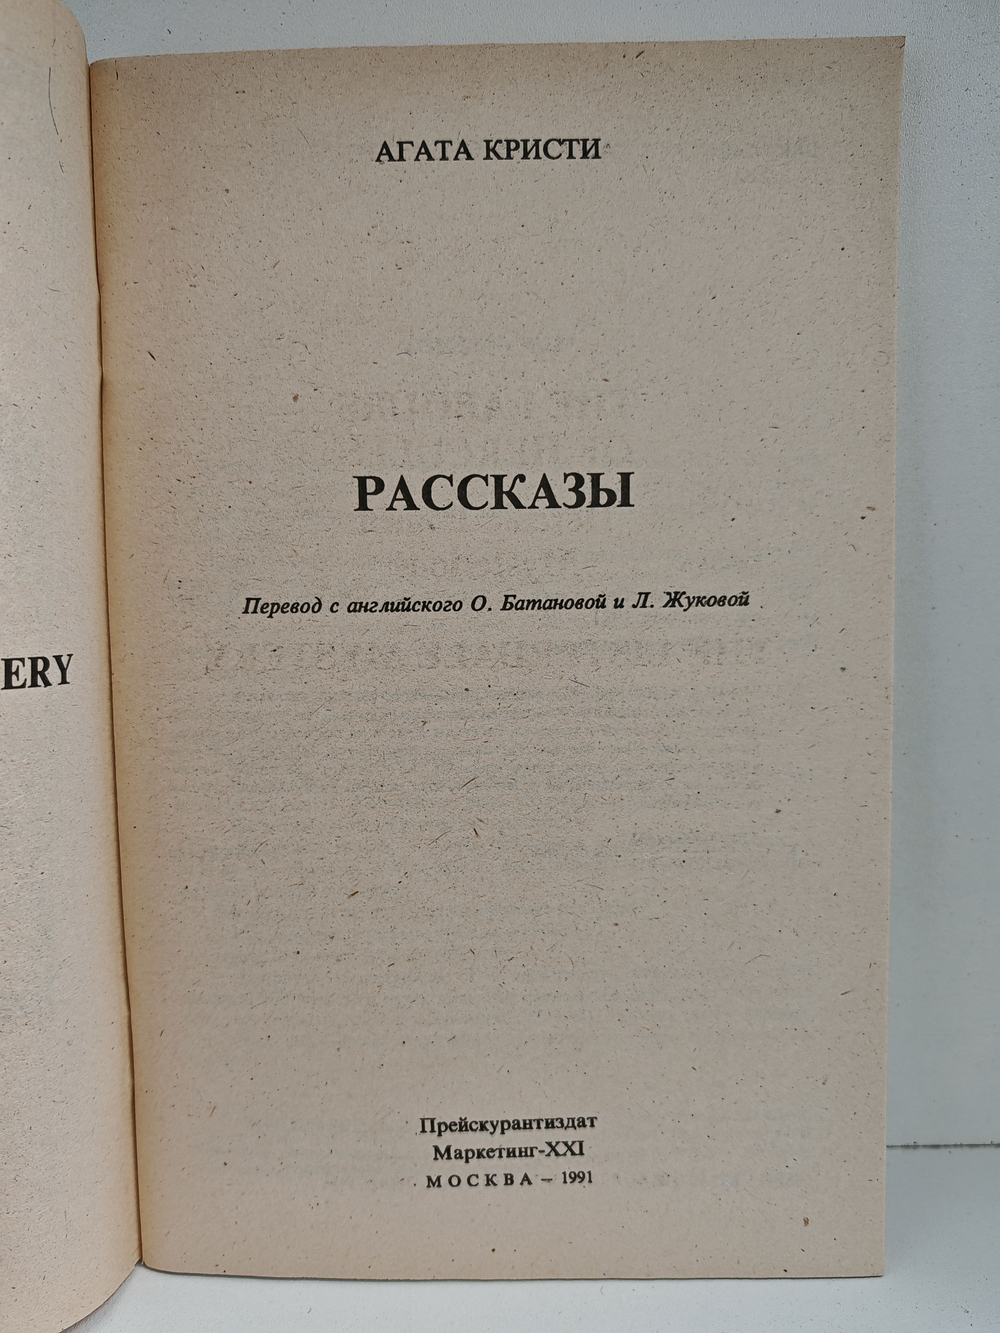 ERY
АГАТА КРИСТИ
РАССКАЗЫ
Перевод с английского О. Батановой и Л. Жуковой
Прейскурантиздат
Маркетинг-XXI
МОСКВА – 1991